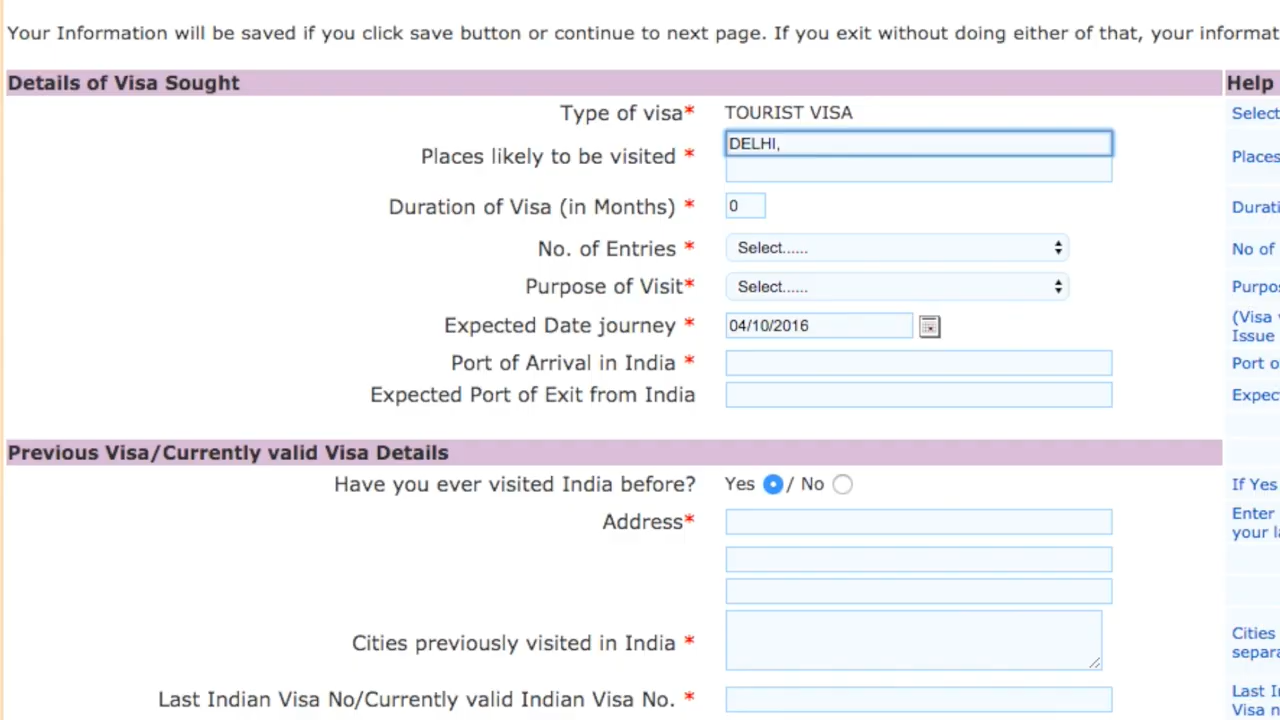 Your Information will be saved if you click save button or continue to next page. If you exit without doing either of that, your informat
Details of Visa Sought
Help
Type of visa* TOURIST VISA
Select
Places likely to be visited * DELHI,
Places
Duration of Visa (in Months) * 0
Durati
No. of Entries * Select......
No of
Purpose of Visit* Select......
Purpos
Expected Date journey * 04/10/2016
(Visa
Issue
Port of Arrival in India *
Port o
Expected Port of Exit from India
Expec
Previous Visa/Currently valid Visa Details
Have you ever visited India before? Yes / No
If Yes
Address*
Enter
your la
Cities previously visited in India *
Cities
separa
Last Indian Visa No/Currently valid Indian Visa No. *
Last In
Visa n